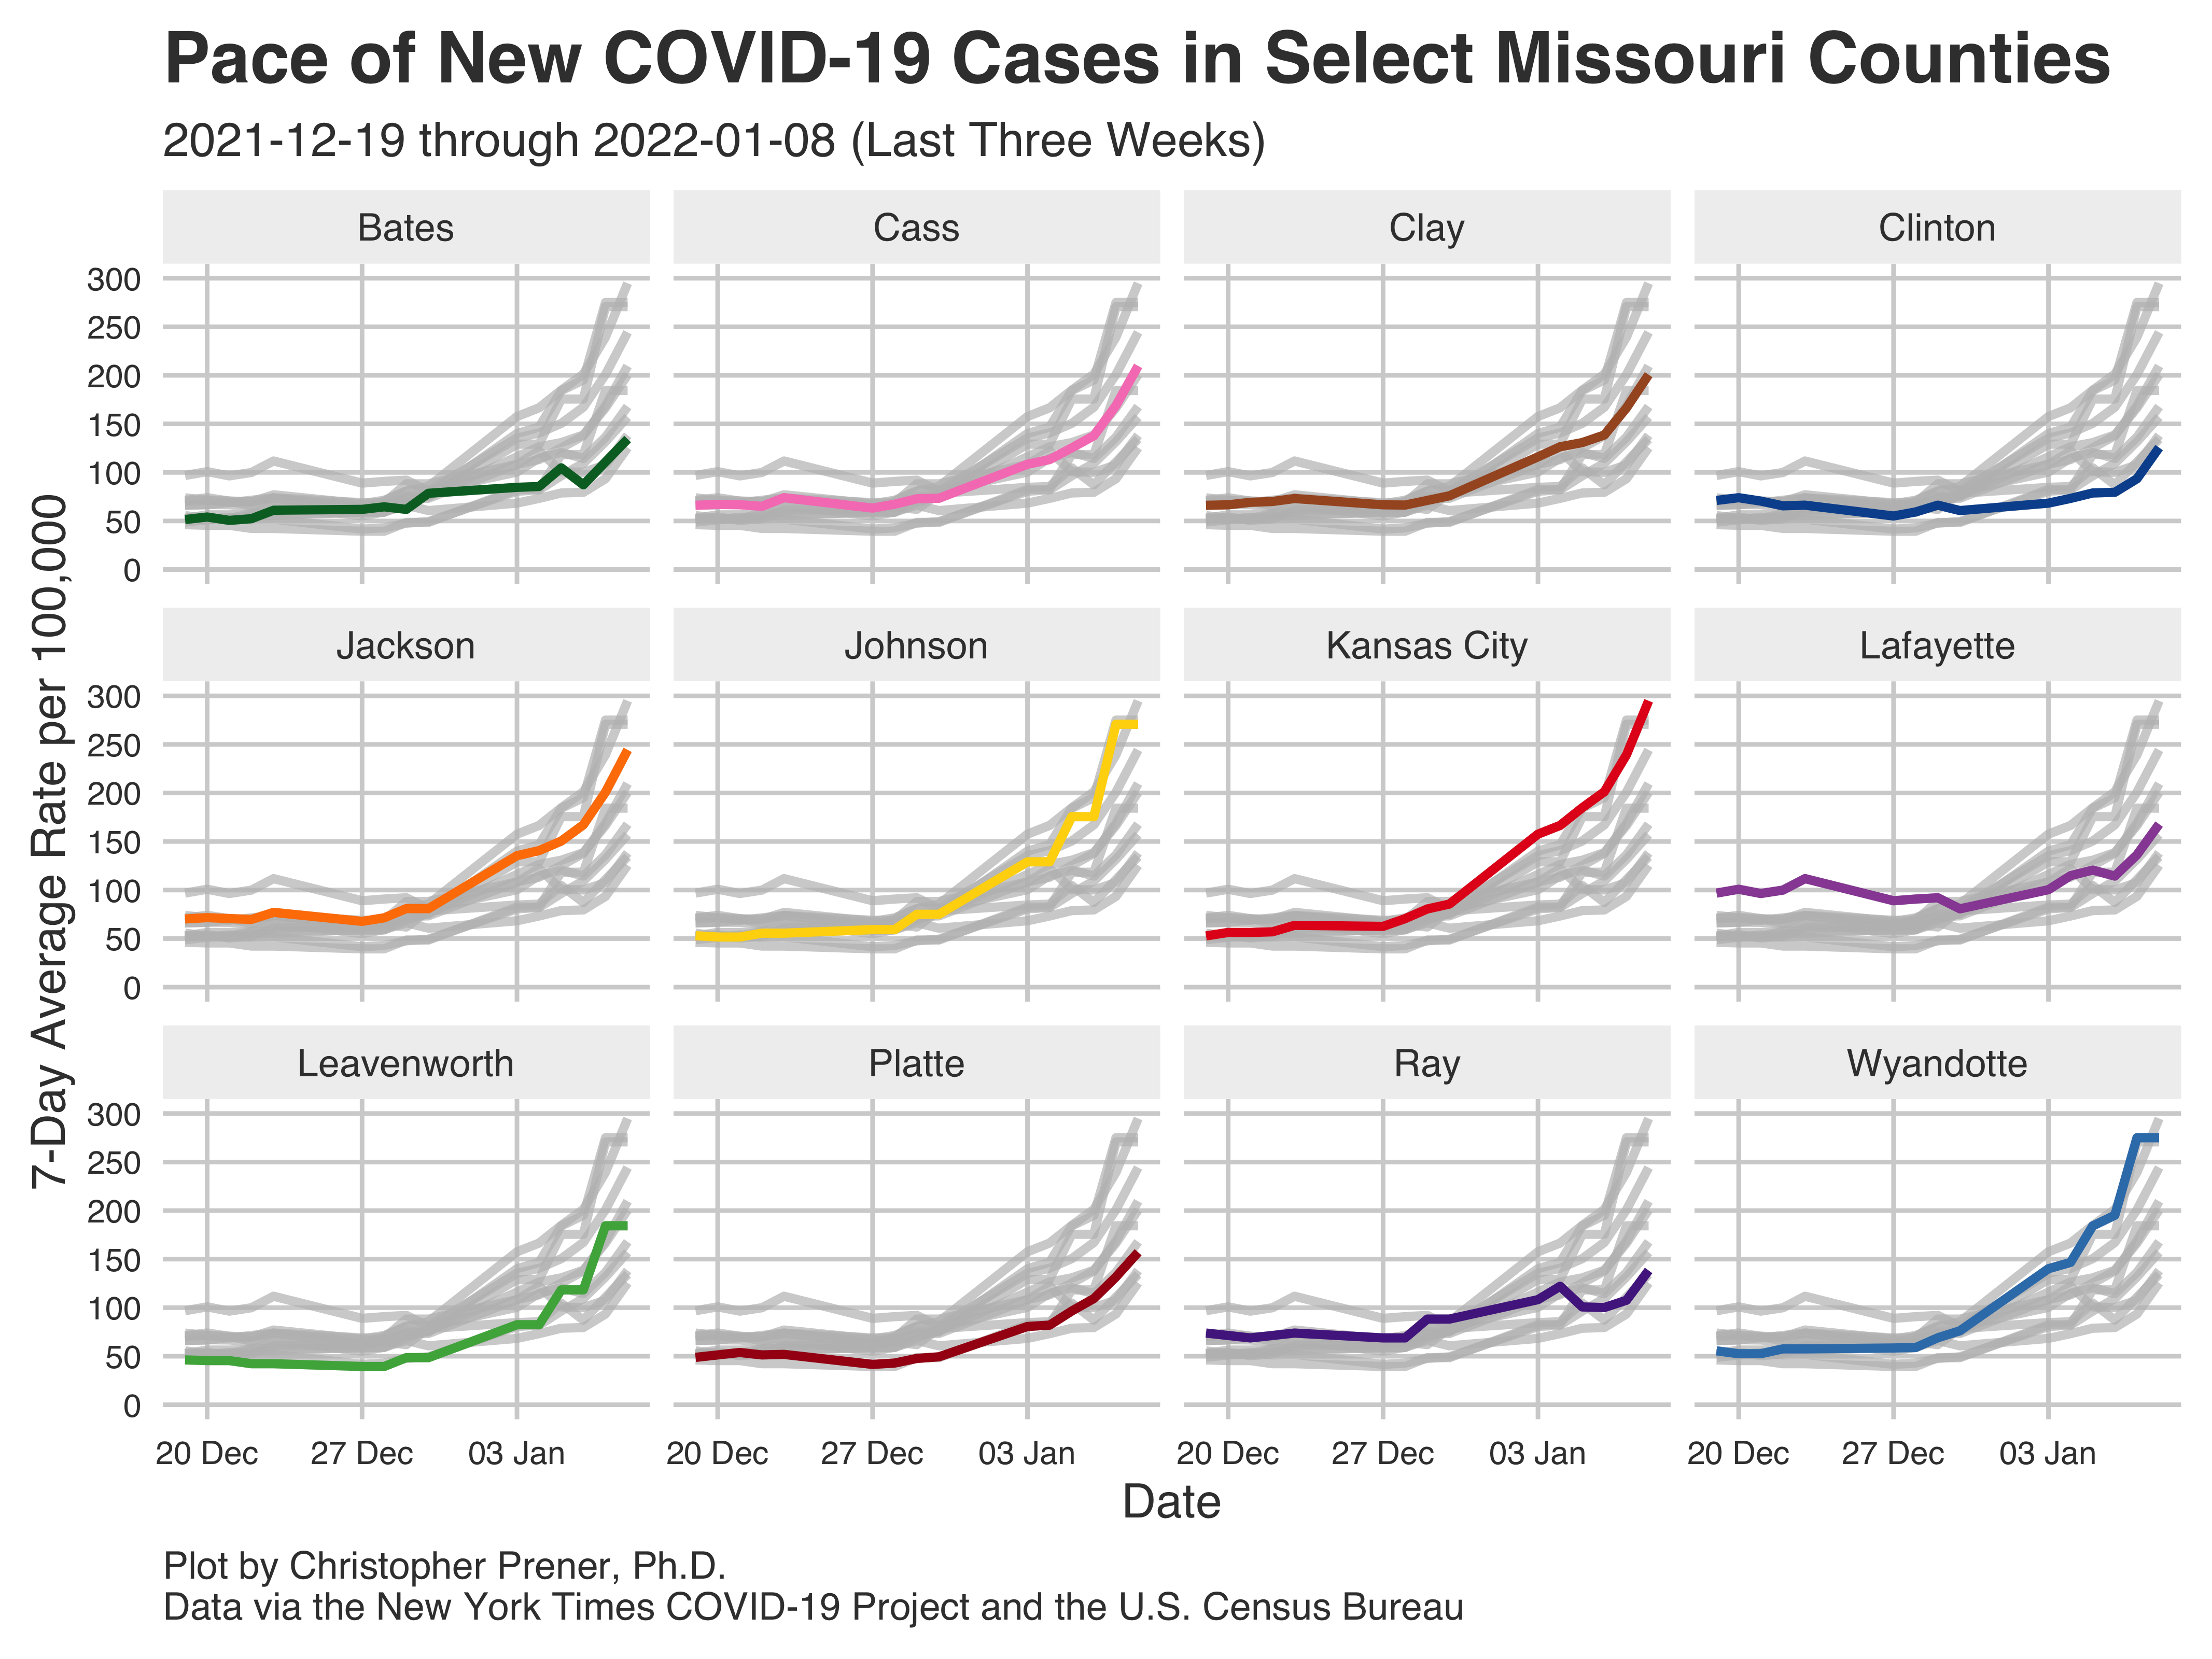 Pace of New COVID-19 Cases in Select Missouri Counties
2021-12-19 through 2022-01-08 (Last Three Weeks)
7-Day Average Rate per 100,000
Bates
Cass
Clay
Clinton
300
250
200
150
100
50
0
Jackson
Johnson
Kansas City
Lafayette
300
250
200
150
100
50
0
Leavenworth
Platte
Ray
Wyandotte
300
250
200
150
100
50
0
20 Dec 27 Dec 03 Jan
20 Dec 27 Dec 03 Jan
20 Dec 27 Dec 03 Jan
20 Dec 27 Dec 03 Jan
Date
Plot by Christopher Prener, Ph.D.
Data via the New York Times COVID-19 Project and the U.S. Census Bureau